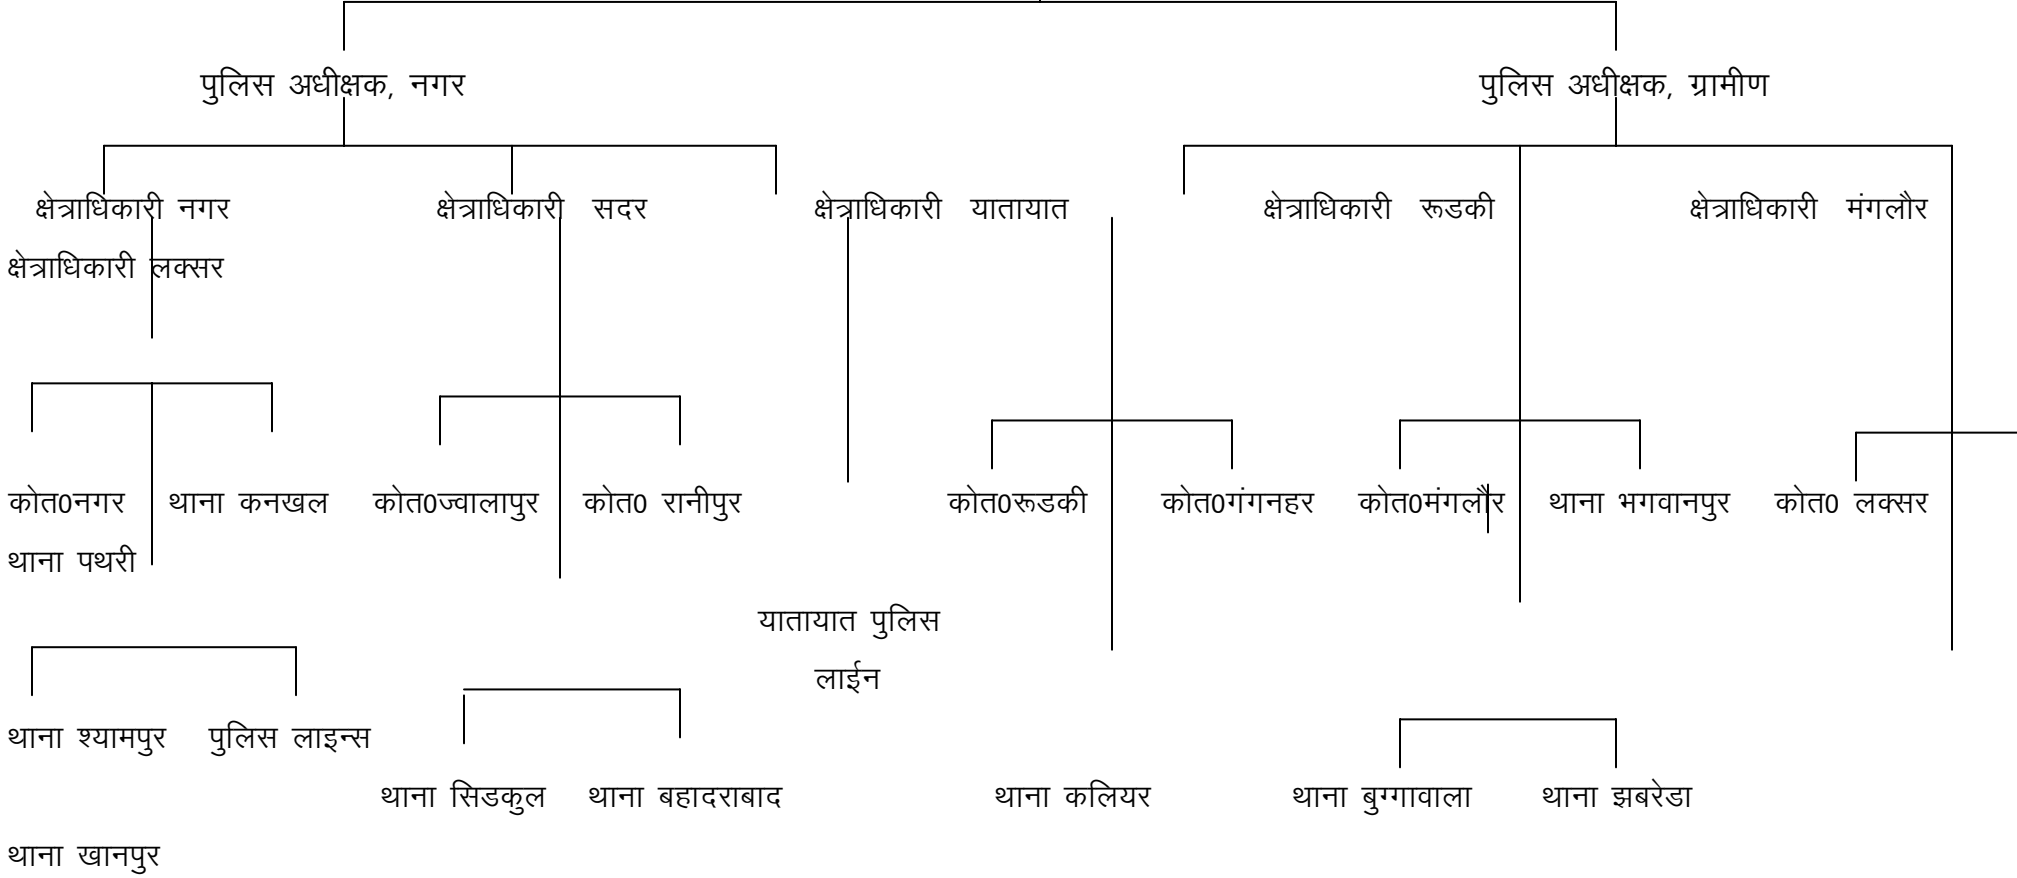 पुलिस अधीक्षक, नगर पुलिस अधीक्षक, ग्रामीण
क्षेत्राधिकारी नगर क्षेत्राधिकारी सदर क्षेत्राधिकारी यातायात क्षेत्राधिकारी रूडकी क्षेत्राधिकारी मंगलौर
क्षेत्राधिकारी लक्सर
कोत0नगर थाना कनखल कोत0ज्वालापुर कोत0 रानीपुर कोत0रूडकी कोत0गंगनहर कोत0मंगलौर थाना भगवानपुर कोत0 लक्सर
थाना पथरी
यातायात पुलिस
लाईन
थाना श्यामपुर पुलिस लाइन्स
थाना सिडकुल थाना बहादराबाद थाना कलियर थाना बुग्गावाला थाना झबरेडा
थाना खानपुर